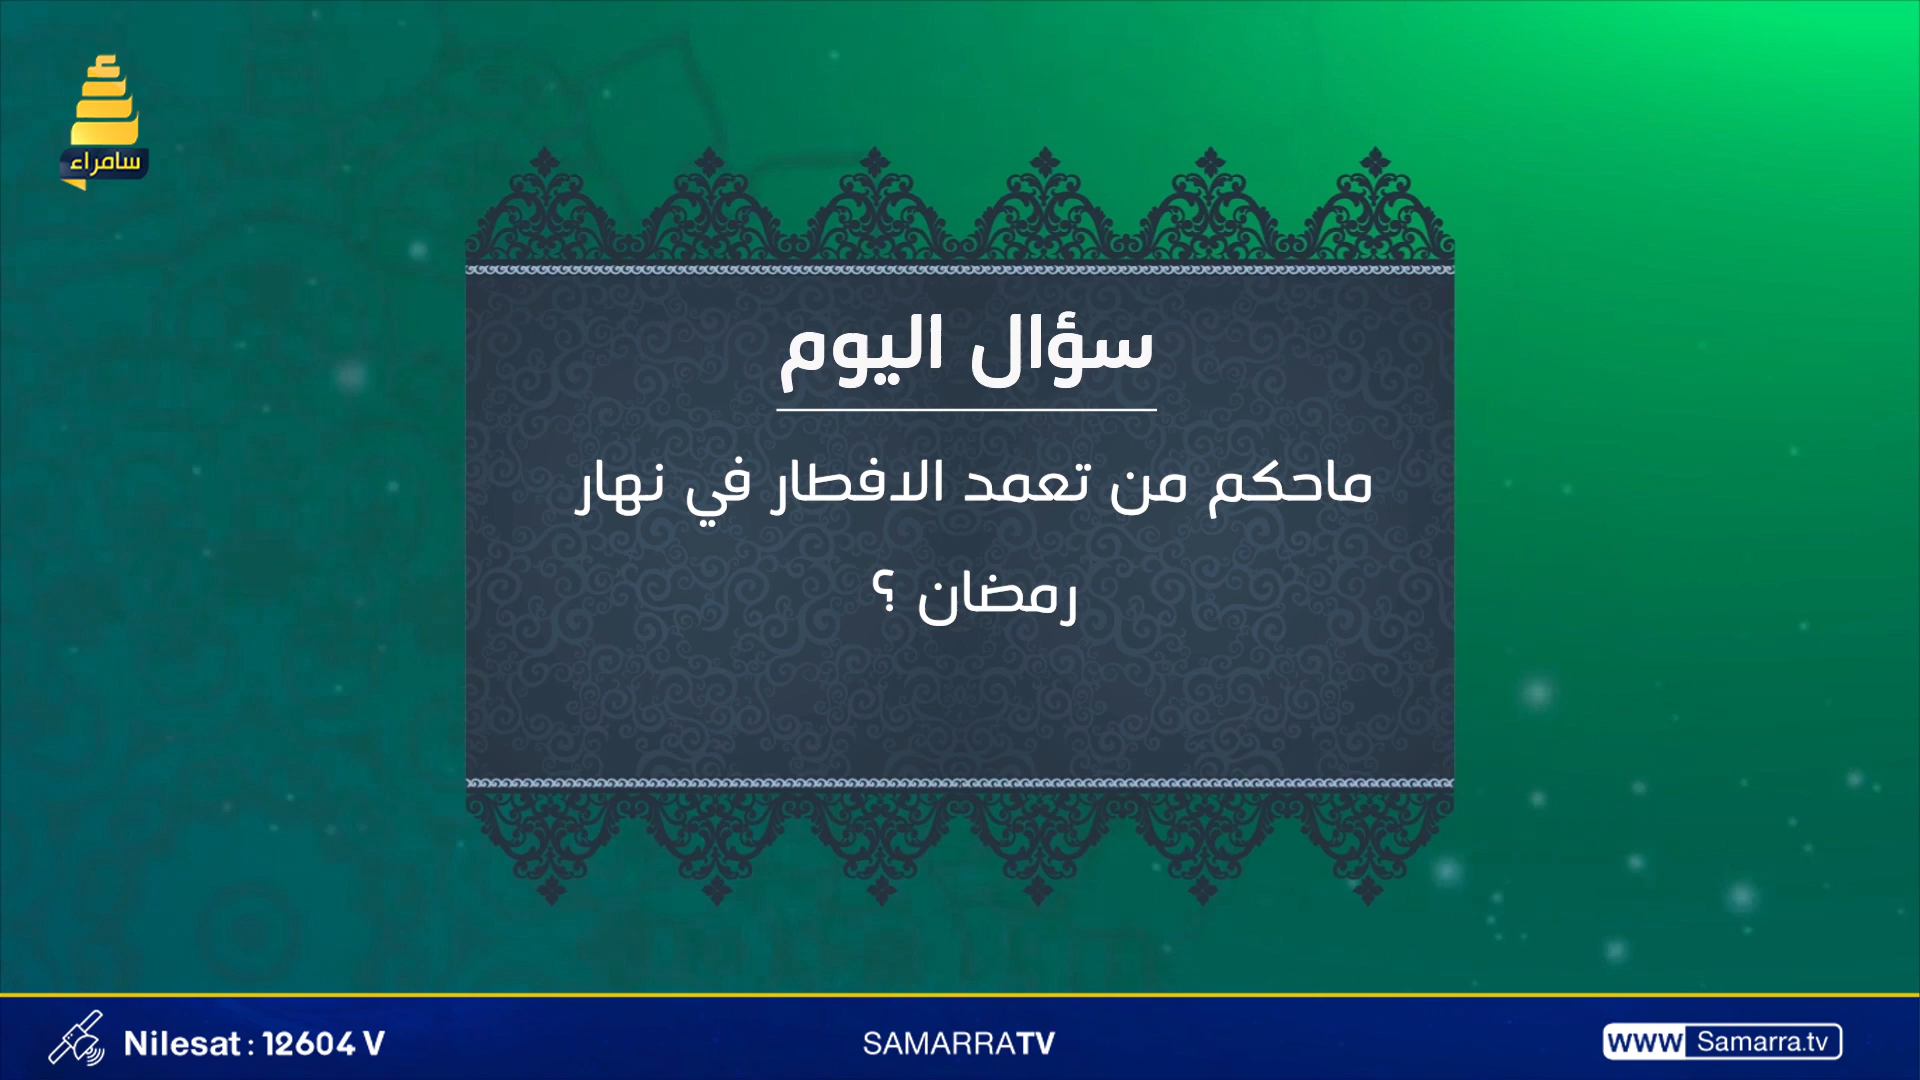 سامراء
سؤال اليوم
ماحكم من تعمد الافطار في نهار
رمضان ؟
Nilesat : 12604 V
SAMARRATV
www Samarra.tv